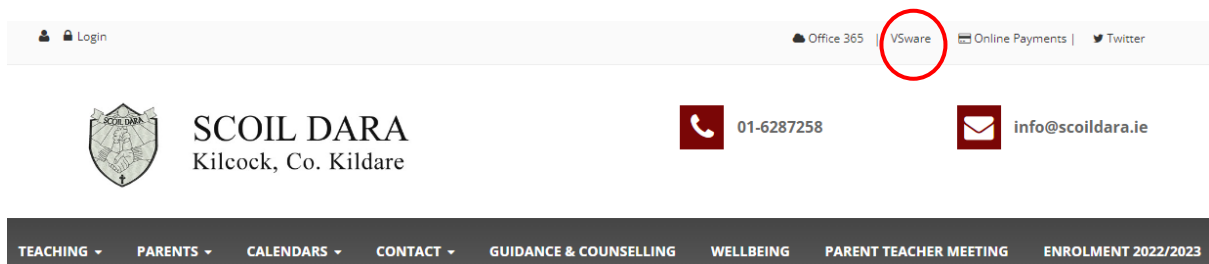 Login
Office 365 | VSware Online Payments | Twitter
SCOIL DARA
SCOIL DARA
Kilcock, Co. Kildare
01-6287258
info@scoildara.ie
TEACHING PARENTS CALENDARS CONTACT GUIDANCE & COUNSELLING WELLBEING PARENT TEACHER MEETING ENROLMENT 2022/2023